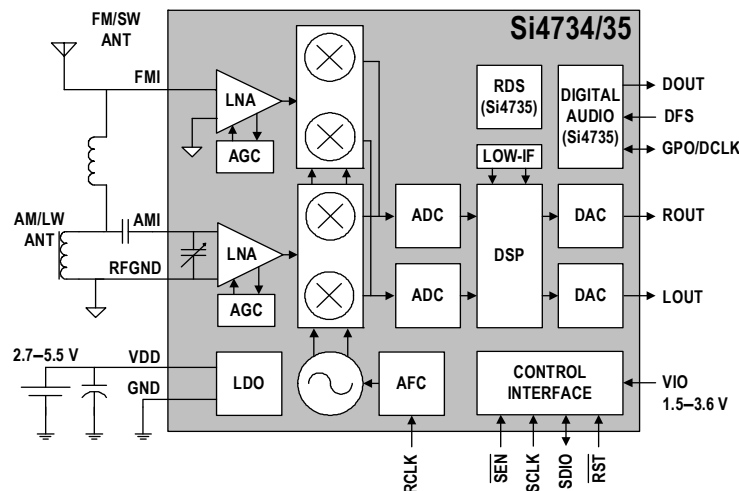 FM/SW
ANT
Si4734/35
FMI
LNA
AGC
RDS
(Si4735)
DIGITAL
AUDIO
(Si4735)
DOUT
DFS
GPO/DCLK
LOW-IF
AM/LW
ANT
AMI
RFGND
LNA
AGC
ADC
ADC
DSP
DAC
DAC
ROUT
LOUT
2.7–5.5 V
VDD
GND
LDO
AFC
CONTROL
INTERFACE
VIO
1.5–3.6 V
RCLK
SEN
SCLK
SDIO
RST